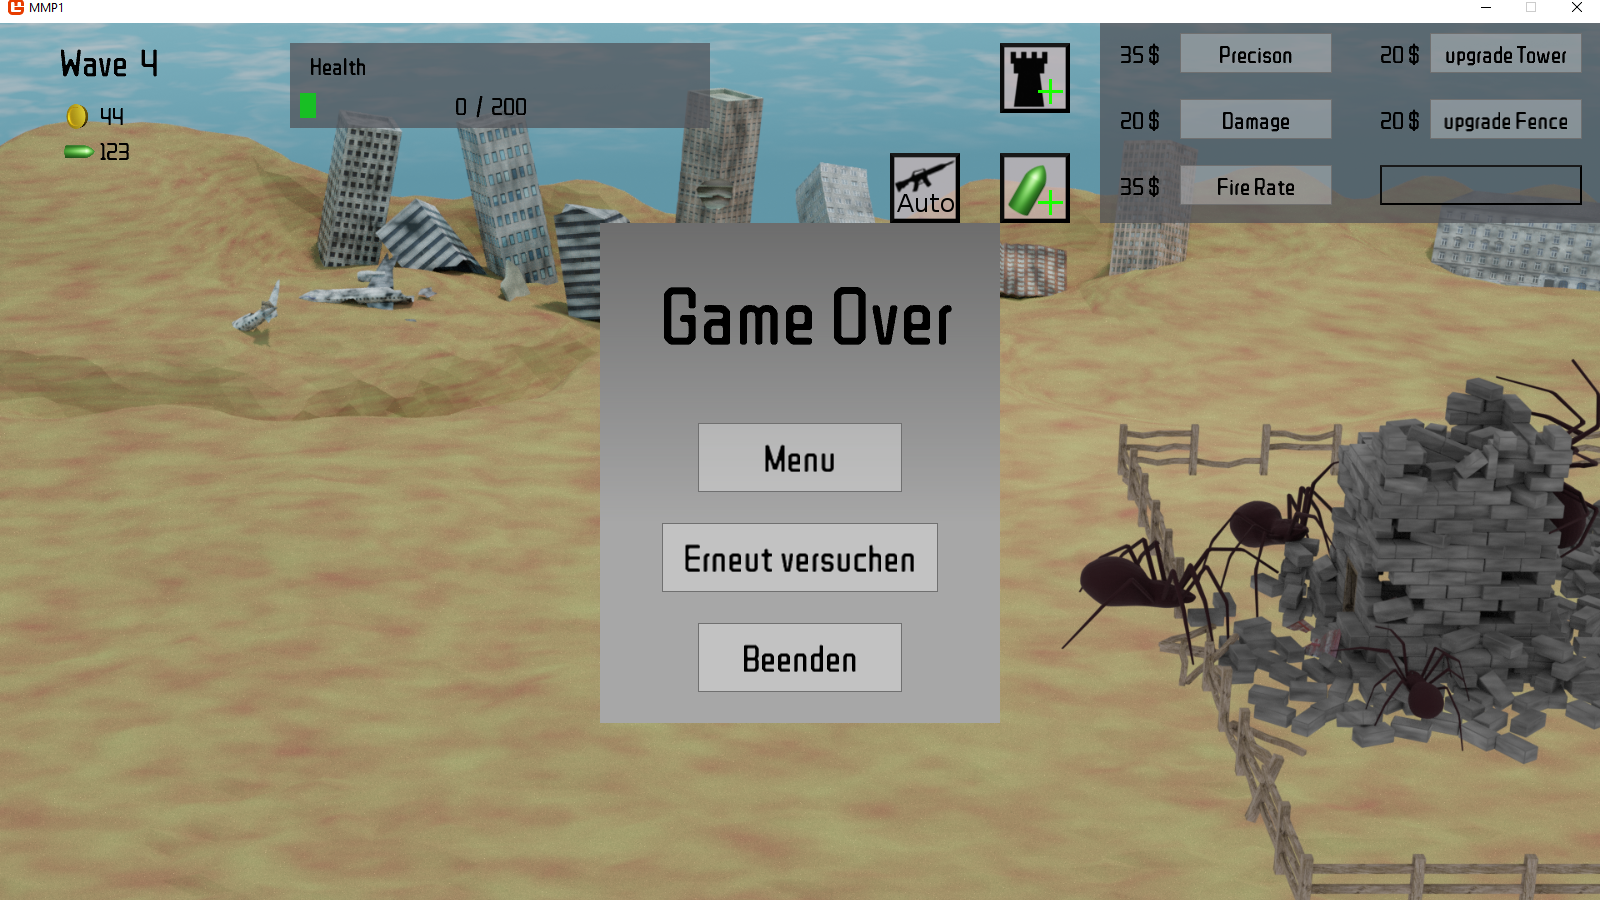 MMP1
Wave 4
44
123
Health
0 / 200
Auto
35 $ Precison
20 $ upgrade Tower
20 $ Damage
20 $ upgrade Fence
35 $ Fire Rate
Game Over
Menu
Erneut versuchen
Beenden